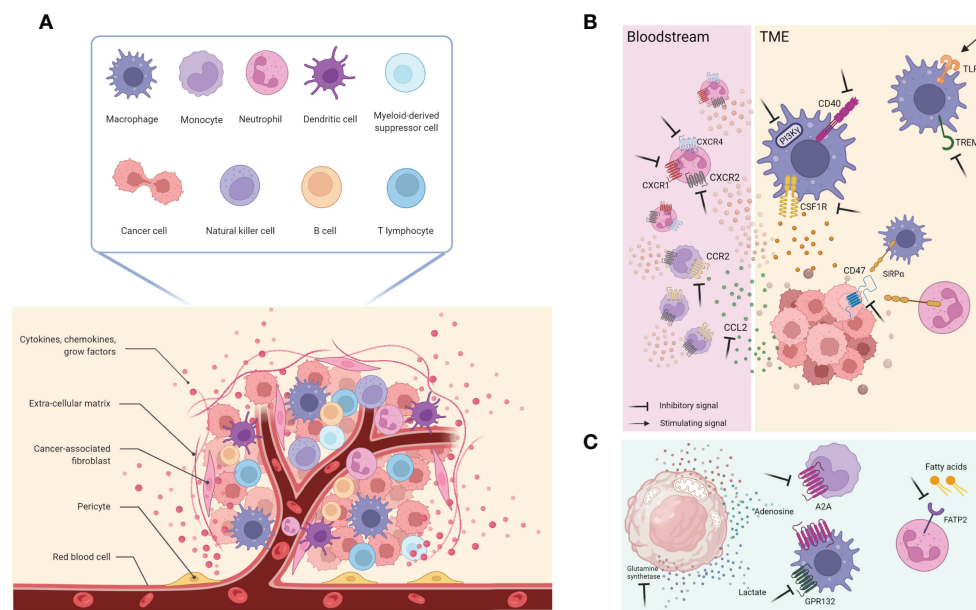 A
Macrophage
Monocyte
Neutrophil
Dendritic cell
Myeloid-derived
suppressor cell
Cancer cell
Natural killer cell
B cell
T lymphocyte
Cytokines, chemokines,
grow factors
Extra-cellular matrix
Cancer-associated
fibroblast
Pericyte
Red blood cell
B
Bloodstream
TME
TLR
CD40
PI3Kγ
TREM
CXCR4
CXCR1
CXCR2
CSF1R
CCR2
CD47
SIRPα
CCL2
Inhibitory signal
Stimulating signal
C
Adenosine
A2A
Fatty acids
FATP2
Glutamine
synthetase
Lactate
GPR132